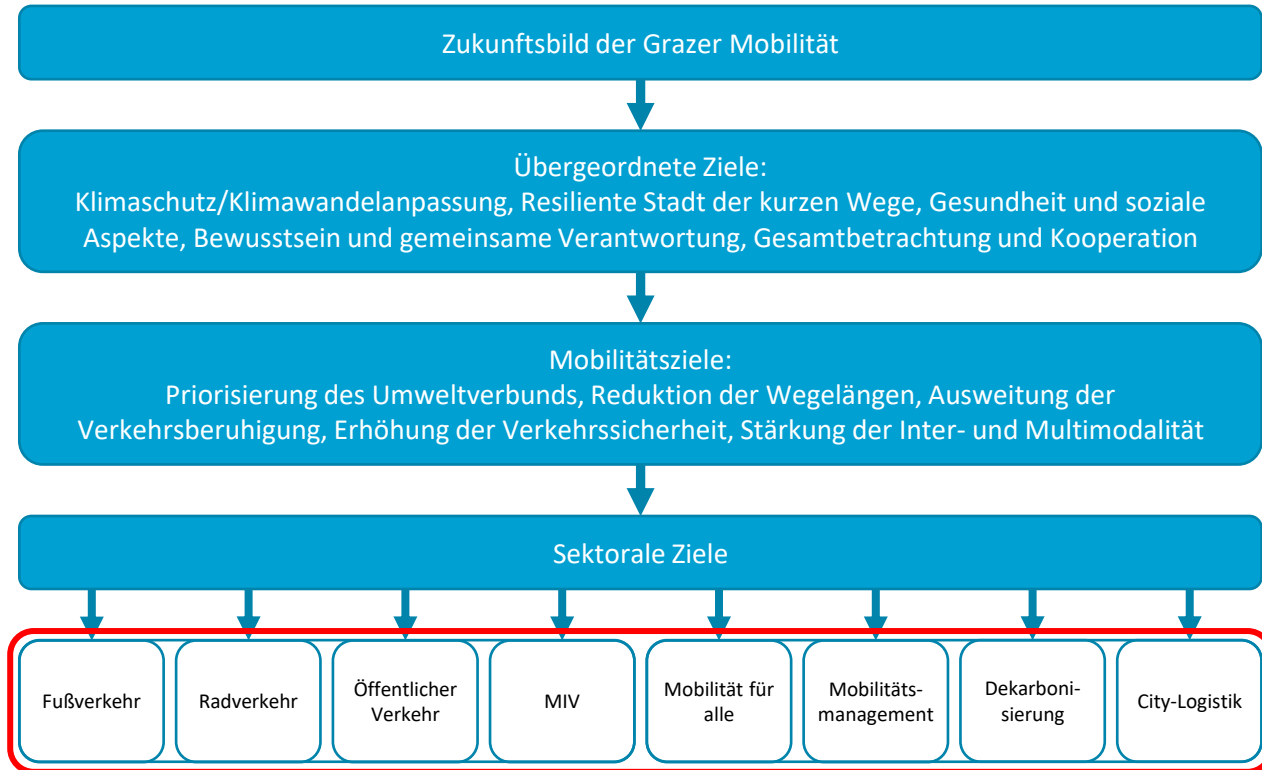 Zukunftsbild der Grazer Mobilität
Übergeordnete Ziele:
Klimaschutz/Klimawandelanpassung, Resiliente Stadt der kurzen Wege, Gesundheit und soziale
Aspekte, Bewusstsein und gemeinsame Verantwortung, Gesamtbetrachtung und Kooperation
Mobilitätsziele:
Priorisierung des Umweltverbunds, Reduktion der Wegelängen, Ausweitung der
Verkehrsberuhigung, Erhöhung der Verkehrssicherheit, Stärkung der Inter- und Multimodalität
Sektorale Ziele
Fußverkehr
Radverkehr
Öffentlicher
Verkehr
MIV
Mobilität für
alle
Mobilitäts-
management
Dekarboni-
sierung
City-Logistik